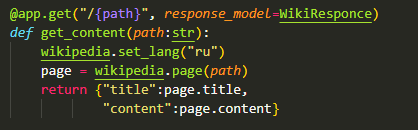 @app.get("/{path}", response_model=WikiResponce)
def get_content(path:str):
    wikipedia.set_lang("ru")
    page = wikipedia.page(path)
    return {"title":page.title,
            "content":page.content}